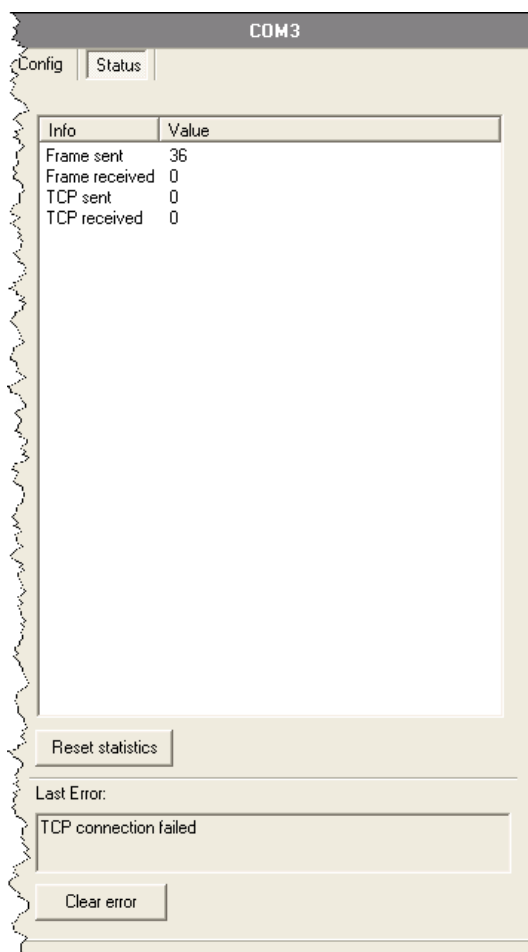 COM3
Config Status
Info Value
Frame sent 36
Frame received 0
TCP sent 0
TCP received 0
Reset statistics
Last Error:
TCP connection failed
Clear error